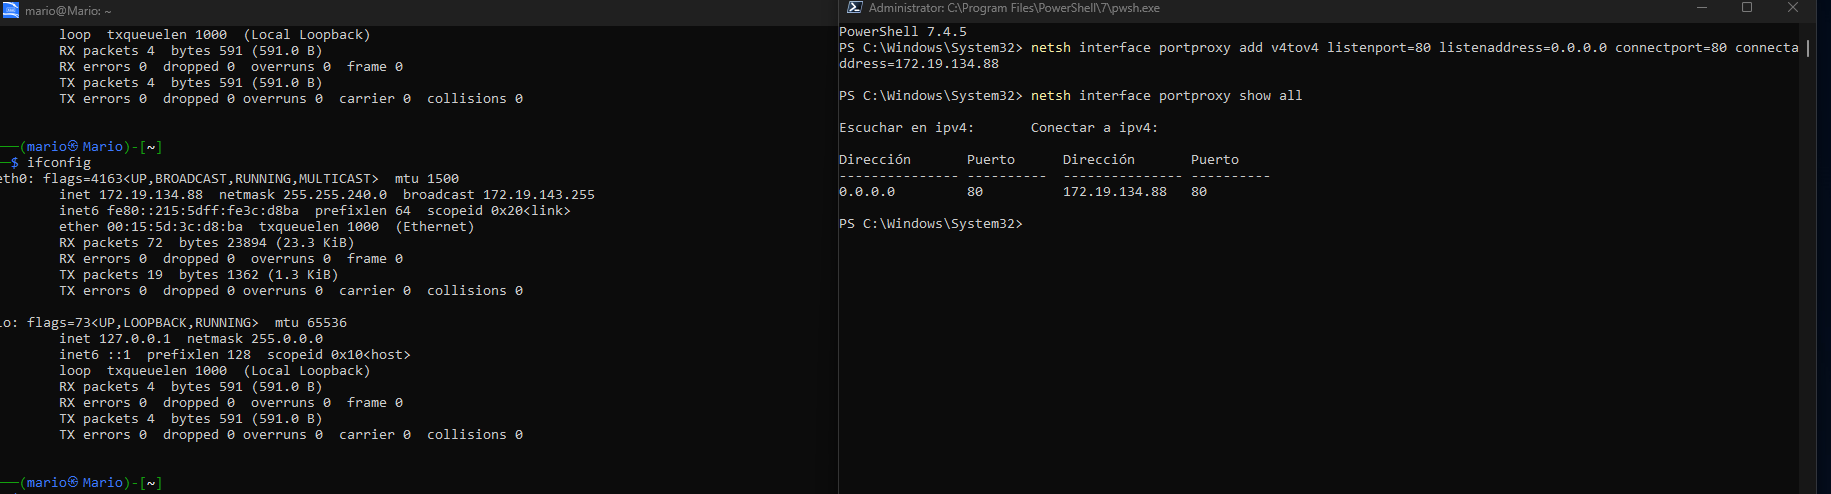 mario@Mario: ~
loop  txqueuelen 1000  (Local Loopback)
RX packets 4  bytes 591 (591.0 B)
RX errors 0  dropped 0  overruns 0  frame 0
TX packets 4  bytes 591 (591.0 B)
TX errors 0  dropped 0 overruns 0  carrier 0  collisions 0
──(mario㉿Mario)-[~]
─$ ifconfig
eth0: flags=4163<UP,BROADCAST,RUNNING,MULTICAST>  mtu 1500
inet 172.19.134.88  netmask 255.255.240.0  broadcast 172.19.143.255
inet6 fe80::215:5dff:fe3c:d8ba  prefixlen 64  scopeid 0x20<link>
ether 00:15:5d:3c:d8:ba  txqueuelen 1000  (Ethernet)
RX packets 72  bytes 23894 (23.3 KiB)
RX errors 0  dropped 0  overruns 0  frame 0
TX packets 19  bytes 1362 (1.3 KiB)
TX errors 0  dropped 0 overruns 0  carrier 0  collisions 0
lo: flags=73<UP,LOOPBACK,RUNNING>  mtu 65536
inet 127.0.0.1  netmask 255.0.0.0
inet6 ::1  prefixlen 128  scopeid 0x10<host>
loop  txqueuelen 1000  (Local Loopback)
RX packets 4  bytes 591 (591.0 B)
RX errors 0  dropped 0  overruns 0  frame 0
TX packets 4  bytes 591 (591.0 B)
TX errors 0  dropped 0 overruns 0  carrier 0  collisions 0
──(mario㉿Mario)-[~]
Administrator: C:\Program Files\PowerShell\7\pwsh.exe
PowerShell 7.4.5
PS C:\Windows\System32> netsh interface portproxy add v4tov4 listenport=80 listenaddress=0.0.0.0 connectport=80 connecta
ddress=172.19.134.88
PS C:\Windows\System32> netsh interface portproxy show all
Escuchar en ipv4:       Conectar a ipv4:
Dirección       Puerto      Dirección       Puerto
--------------- ----------  --------------- ----------
0.0.0.0         80          172.19.134.88   80
PS C:\Windows\System32>